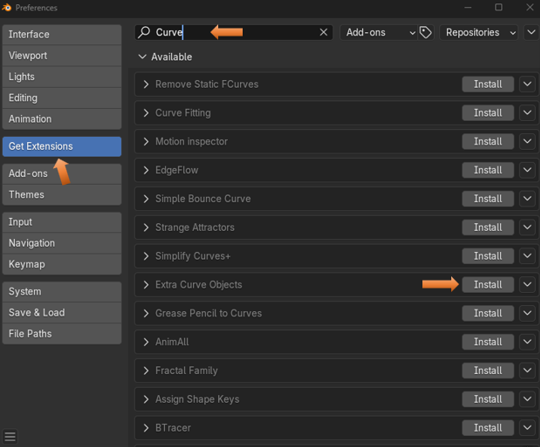 Preferences
Interface
Viewport
Lights
Editing
Animation
Get Extensions
Add-ons
Themes
Input
Navigation
Keymap
System
Save & Load
File Paths
Curve Add-ons Repositories
Available
Remove Static FCurves Install
Curve Fitting Install
Motion inspector Install
EdgeFlow Install
Simple Bounce Curve Install
Strange Attractors Install
Simplify Curves+ Install
Extra Curve Objects Install
Grease Pencil to Curves Install
AnimAll Install
Fractal Family Install
Assign Shape Keys Install
BTracer Install